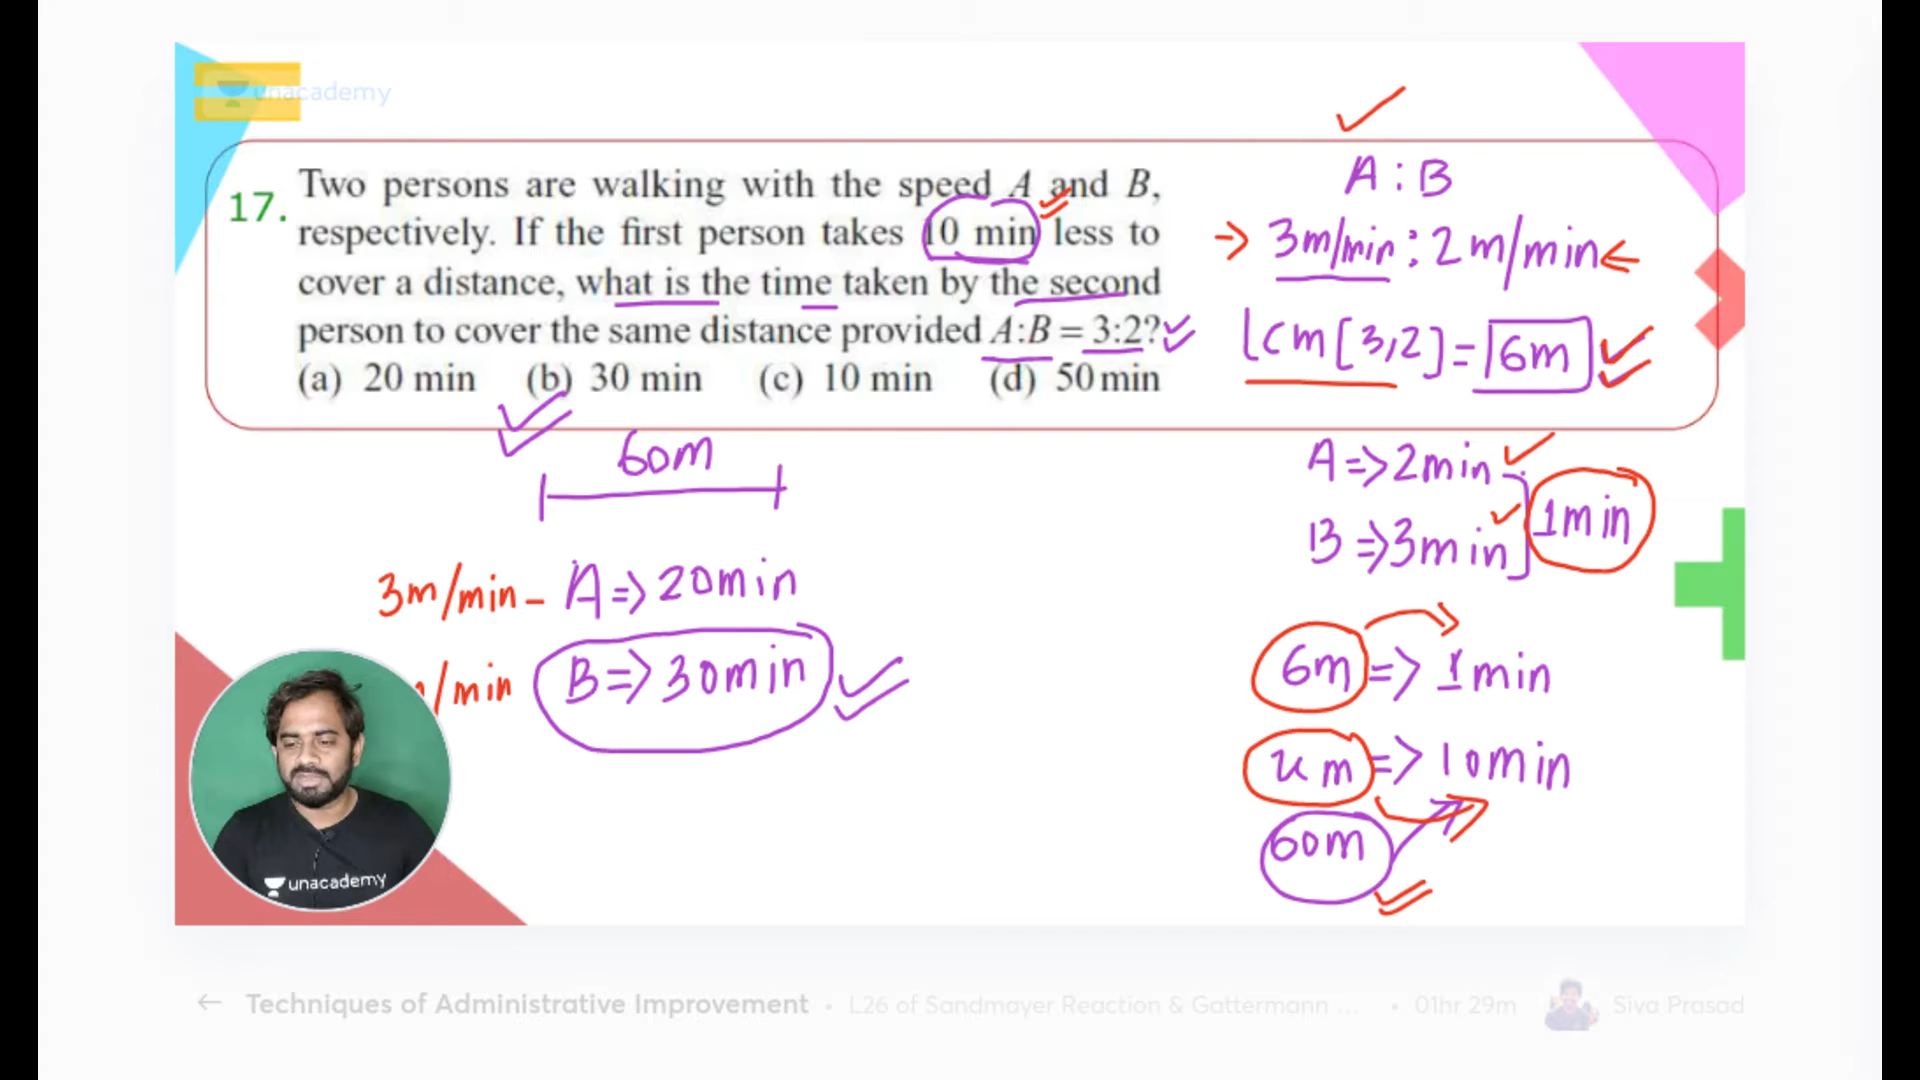 unacademy
17. Two persons are walking with the speed A and B,
respectively. If the first person takes 10 min less to
cover a distance, what is the time taken by the second
person to cover the same distance provided A:B = 3:2?
(a) 20 min (b) 30 min (c) 10 min (d) 50 min
A : B
→ 3m/min : 2m/min ←
lcm [3,2] = 6m
A => 2min
B => 3min
1min
6m => 1min
x m => 10min
60m
60m
3m/min - A => 20min
/min B => 30min
unacademy
← Techniques of Administrative Improvement • L26 of Sandmayer Reaction & Gattermann ... • 01hr 29m Siva Prasad